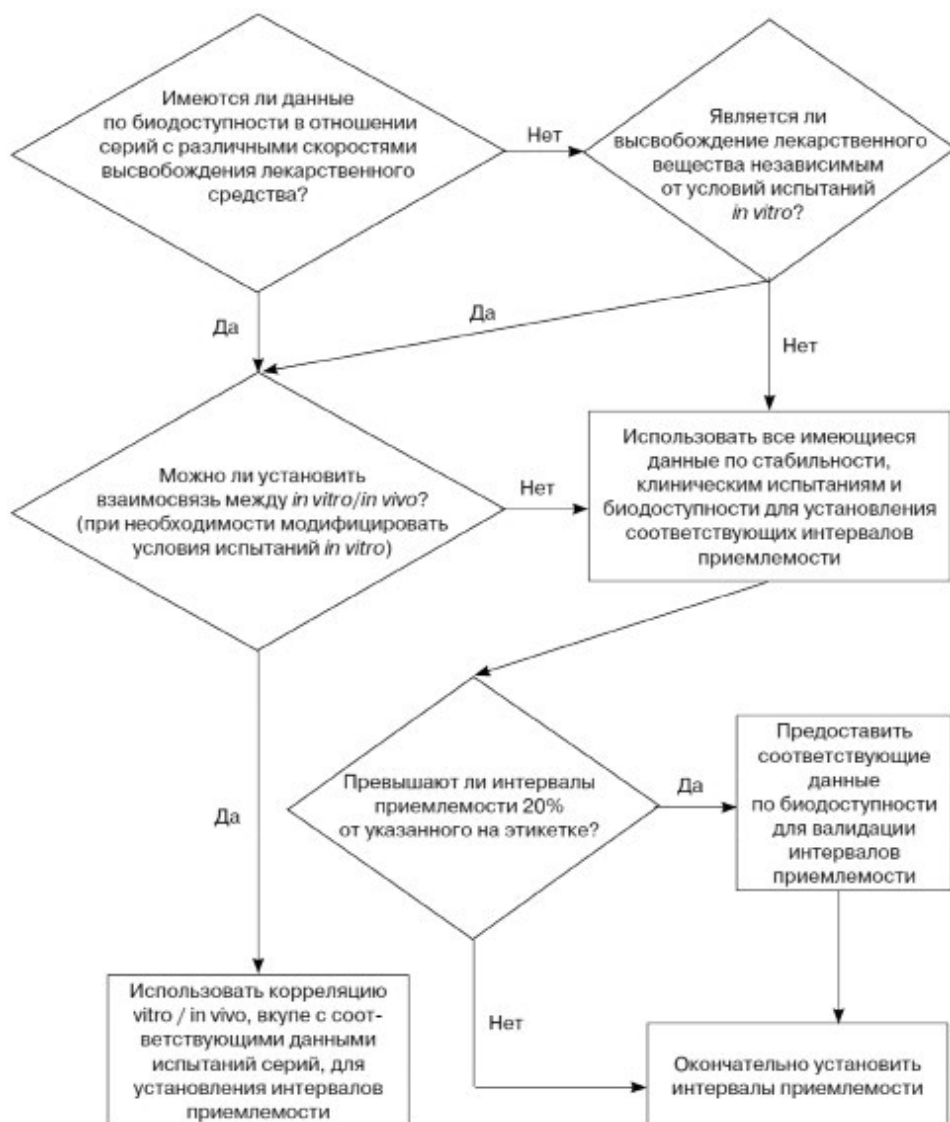 Имеются ли данные
по биодоступности в отношении
серий с различными скоростями
высвобождения лекарственного
средства?
Нет
Является ли
высвобождение лекарственного
вещества независимым
от условий испытаний
in vitro?
Да
Да
Нет
Можно ли установить
взаимосвязь между in vitro/in vivo?
(при необходимости модифицировать
условия испытаний in vitro)
Нет
Использовать все имеющиеся
данные по стабильности,
клиническим испытаниям и
биодоступности для установления
соответствующих интервалов
приемлемости
Да
Превышают ли интервалы
приемлемости 20%
от указанного на этикетке?
Да
Предоставить
соответствующие
данные
по биодоступности
для валидации
интервалов
приемлемости
Использовать корреляцию
vitro / in vivo, вкупе с соот-
ветствующими данными
испытаний серий, для
установления интервалов
приемлемости
Нет
Окончательно установить
интервалы приемлемости